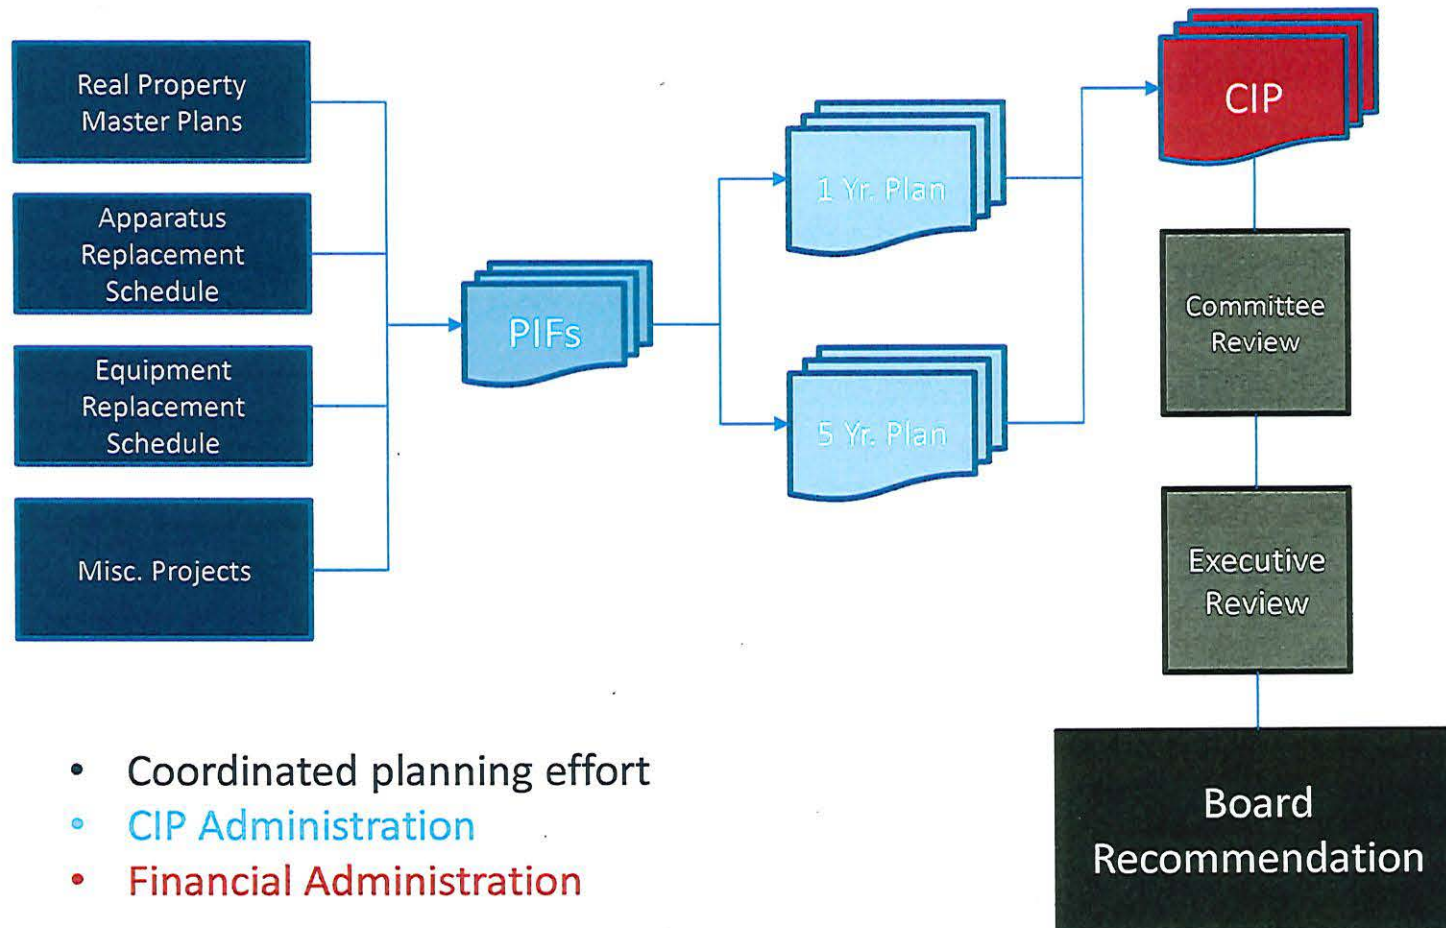 Real Property
Master Plans
Apparatus
Replacement
Schedule
Equipment
Replacement
Schedule
Misc. Projects
PIFs
1 Yr. Plan
5 Yr. Plan
CIP
Committee
Review
Executive
Review
Board
Recommendation
• Coordinated planning effort
• CIP Administration
• Financial Administration